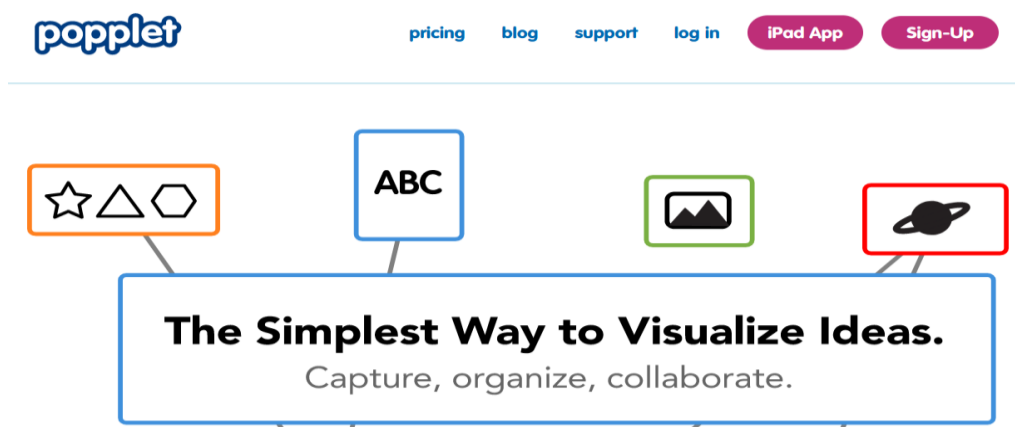 popplet
pricing blog support log in iPad App Sign-Up
ABC
The Simplest Way to Visualize Ideas.
Capture, organize, collaborate.